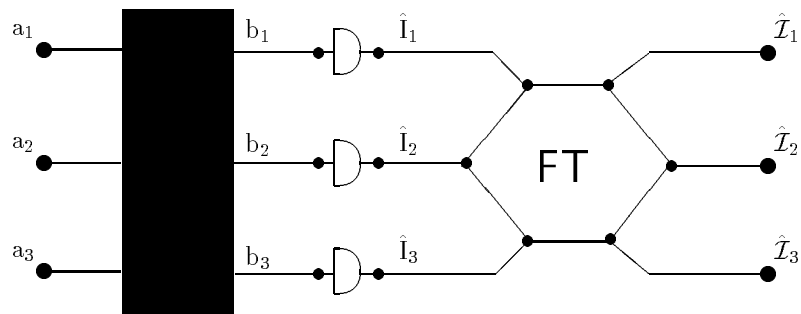 a₁ b₁ Î₁ ℐ̂₁
a₂ b₂ Î₂ FT ℐ̂₂
a₃ b₃ Î₃ ℐ̂₃